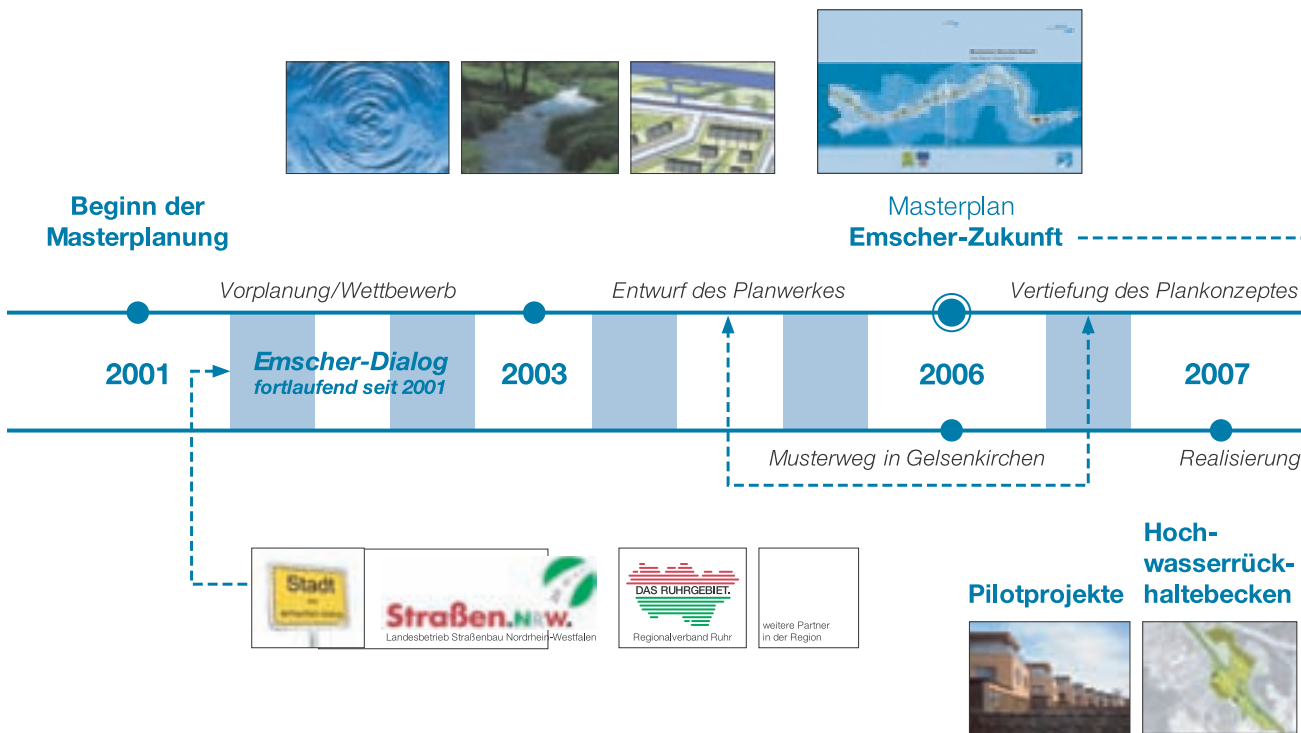 Beginn der
Masterplanung
Masterplan
Emscher-Zukunft
Vorplanung/Wettbewerb
Entwurf des Planwerkes
Vertiefung des Plankonzeptes
2001
Emscher-Dialog
fortlaufend seit 2001
2003
2006
2007
Musterweg in Gelsenkirchen
Realisierung
Stadt
Straßen.NRW.
Landesbetrieb Straßenbau Nordrhein-Westfalen
DAS RUHRGEBIET.
Regionalverband Ruhr
weitere Partner
in der Region
Pilotprojekte
Hoch-
wasserrück-
haltebecken